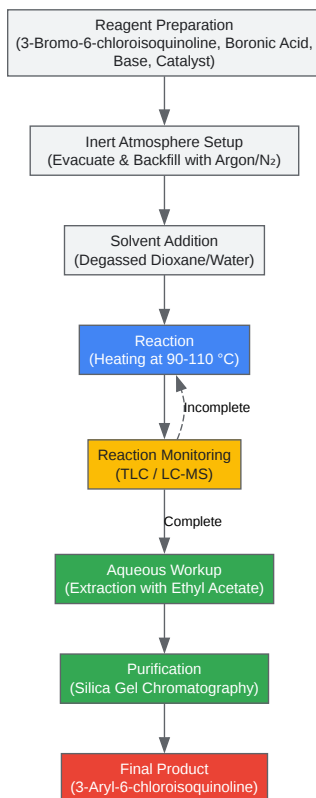 Reagent Preparation
(3-Bromo-6-chloroisoquinoline, Boronic Acid,
Base, Catalyst)
Inert Atmosphere Setup
(Evacuate & Backfill with Argon/N₂)
Solvent Addition
(Degassed Dioxane/Water)
Reaction
(Heating at 90-110 °C)
Incomplete
Reaction Monitoring
(TLC / LC-MS)
Complete
Aqueous Workup
(Extraction with Ethyl Acetate)
Purification
(Silica Gel Chromatography)
Final Product
(3-Aryl-6-chloroisoquinoline)